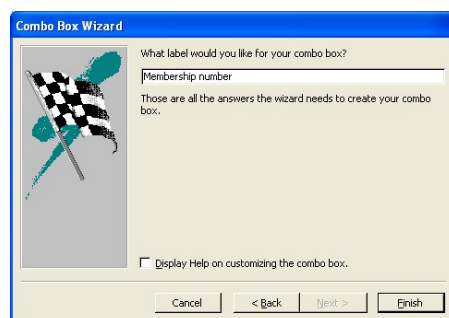 Combo Box Wizard
What label would you like for your combo box?
Membership number
Those are all the answers the wizard needs to create your combo
box.
Display Help on customizing the combo box.
Cancel
< Back
Next >
Finish